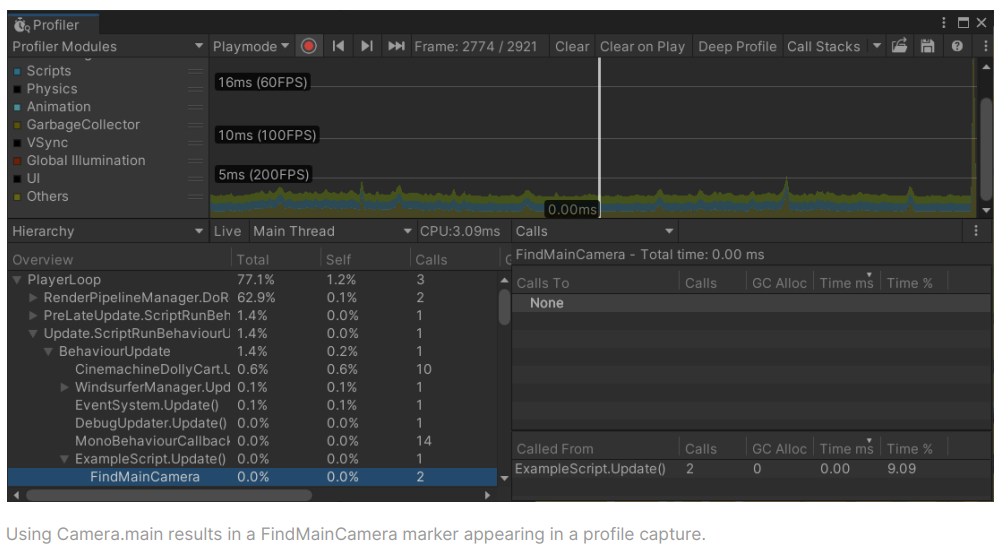 Profiler
Profiler Modules Playmode Frame: 2774 / 2921 Clear Clear on Play Deep Profile Call Stacks
Scripts
Physics
Animation
GarbageCollector
VSync
Global Illumination
UI
Others
16ms (60FPS)
10ms (100FPS)
5ms (200FPS)
0.00ms
Hierarchy Live Main Thread CPU:3.09ms Calls
Overview Total Self Calls
PlayerLoop 77.1% 1.2% 3
RenderPipelineManager.DoR 62.9% 0.1% 2
PreLateUpdate.ScriptRunBeh 1.4% 0.0% 1
Update.ScriptRunBehaviourU 1.4% 0.0% 1
BehaviourUpdate 1.4% 0.2% 1
CinemachineDollyCart.U 0.6% 0.6% 10
WindsurferManager.Upd 0.1% 0.1% 1
EventSystem.Update() 0.1% 0.1% 1
DebugUpdater.Update() 0.0% 0.0% 1
MonoBehaviourCallback 0.0% 0.0% 14
ExampleScript.Update() 0.0% 0.0% 1
FindMainCamera 0.0% 0.0% 2
FindMainCamera - Total time: 0.00 ms
Calls To Calls GC Alloc Time ms Time %
None
Called From Calls GC Alloc Time ms Time %
ExampleScript.Update() 2 0 0.00 9.09
Using Camera.main results in a FindMainCamera marker appearing in a profile capture.